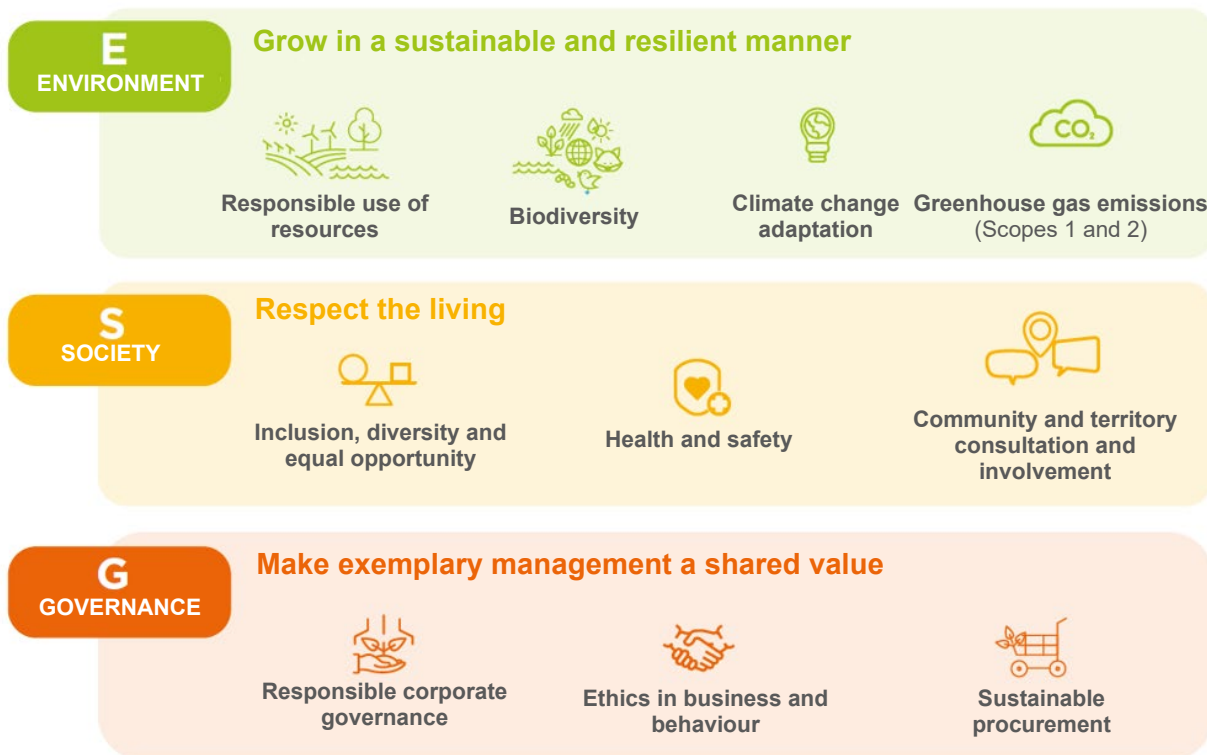 E
ENVIRONMENT
Grow in a sustainable and resilient manner
Responsible use of
resources
Biodiversity
Climate change
adaptation
CO₂
Greenhouse gas emissions
(Scopes 1 and 2)
S
SOCIETY
Respect the living
Inclusion, diversity and
equal opportunity
Health and safety
Community and territory
consultation and
involvement
G
GOVERNANCE
Make exemplary management a shared value
Responsible corporate
governance
Ethics in business and
behaviour
Sustainable
procurement